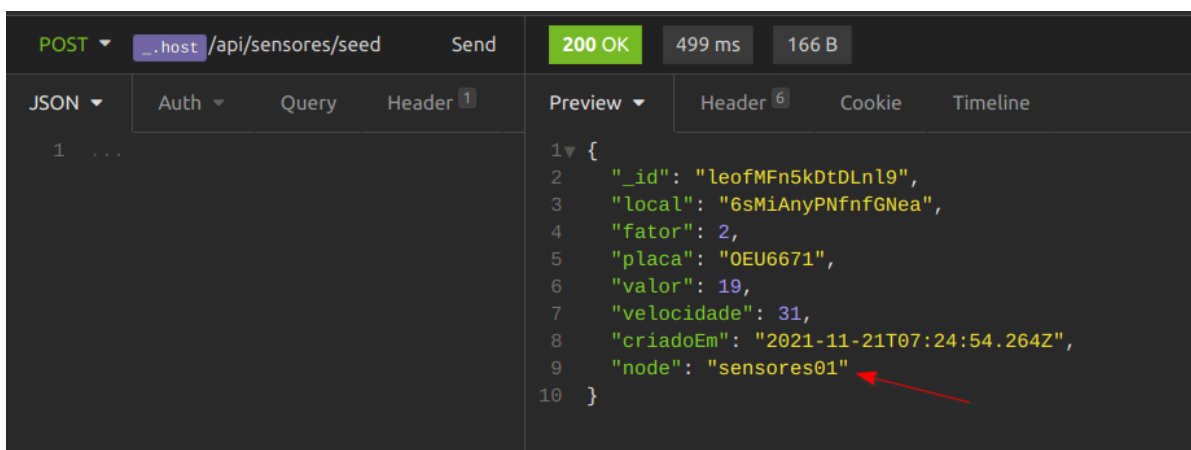 POST _.host /api/sensores/seed Send 200 OK 499 ms 166 B
JSON Auth Query Header 1 Preview Header 6 Cookie Timeline
1 ...
1 {
2 "_id": "leofMFn5kDtDLnl9",
3 "local": "6sMiAnyPNfnfGNea",
4 "fator": 2,
5 "placa": "OEU6671",
6 "valor": 19,
7 "velocidade": 31,
8 "criadoEm": "2021-11-21T07:24:54.264Z",
9 "node": "sensores01"
10 }